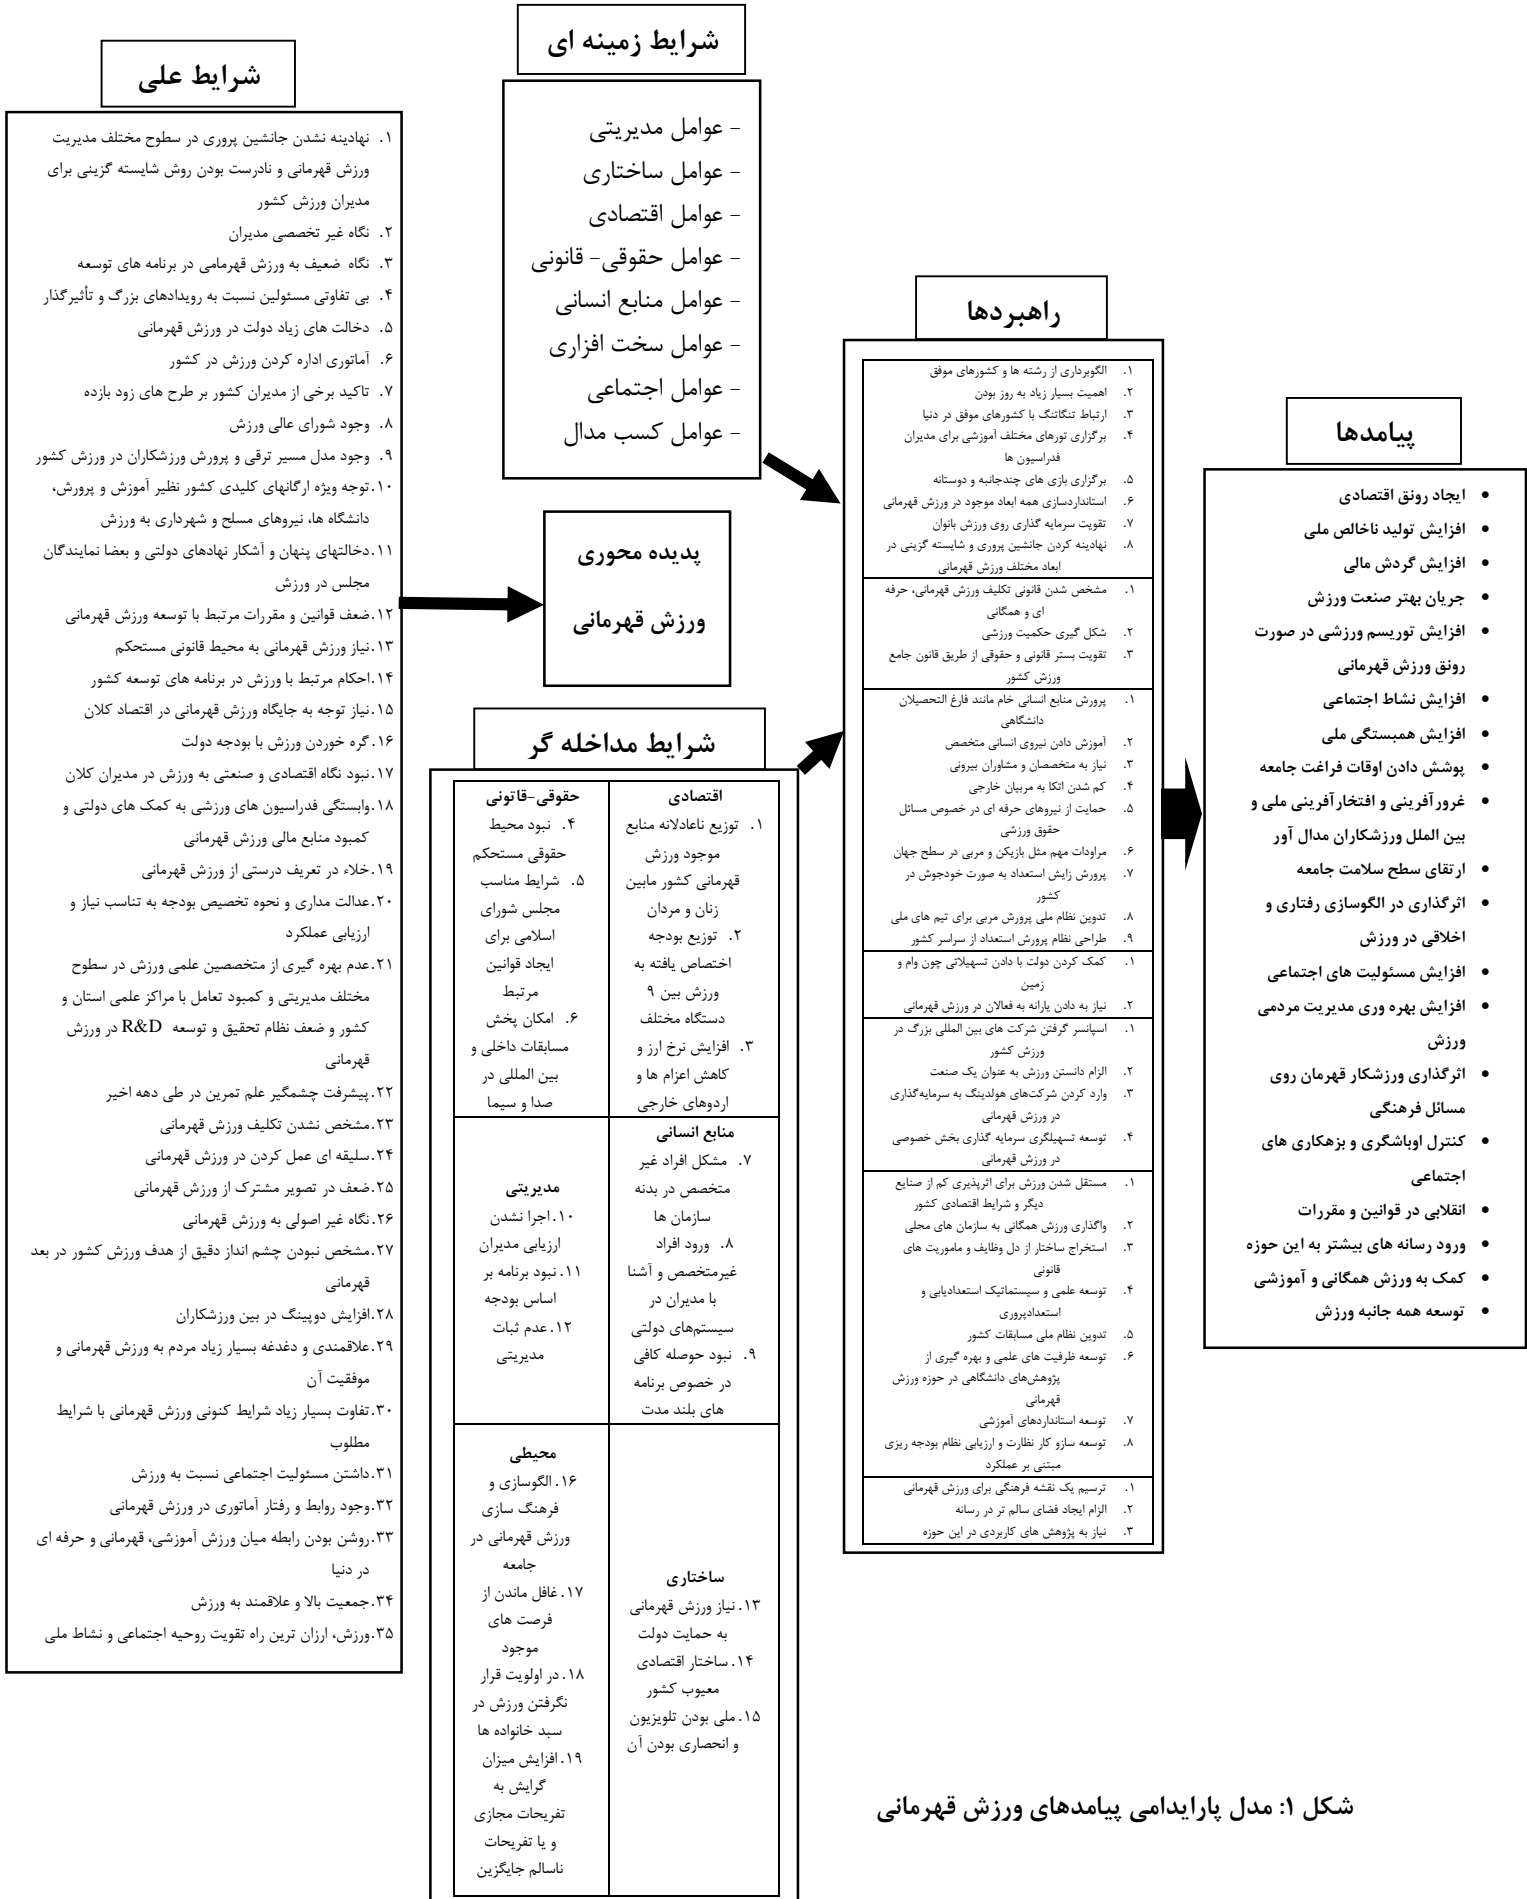 شرایط علی
۱. نهادینه نشدن جانشین پروری در سطوح مختلف مدیریت
ورزش قهرمانی و نادرست بودن روش شایسته گزینی برای
مدیران ورزش کشور
۲. نگاه غیر تخصصی مدیران
۳. نگاه ضعیف به ورزش قهرمامی در برنامه های توسعه
۴. بی تفاوتی مسئولین نسبت به رویدادهای بزرگ و تأثیرگذار
۵. دخالت های زیاد دولت در ورزش قهرمانی
۶. آماتوری اداره کردن ورزش در کشور
۷. تاکید برخی از مدیران کشور بر طرح های زود بازده
۸. وجود شورای عالی ورزش
۹. وجود مدل مسیر ترقی و پرورش ورزشکاران در ورزش کشور
۱۰. توجه ویژه ارگانهای کلیدی کشور نظیر آموزش و پرورش،
دانشگاه ها، نیروهای مسلح و شهرداری به ورزش
۱۱. دخالتهای پنهان و آشکار نهادهای دولتی و بعضا نمایندگان
مجلس در ورزش
۱۲. ضعف قوانین و مقررات مرتبط با توسعه ورزش قهرمانی
۱۳. نیاز ورزش قهرمانی به محیط قانونی مستحکم
۱۴. احکام مرتبط با ورزش در برنامه های توسعه کشور
۱۵. نیاز توجه به جایگاه ورزش قهرمانی در اقتصاد کلان
۱۶. گره خوردن ورزش با بودجه دولت
۱۷. نبود نگاه اقتصادی و صنعتی به ورزش در مدیران کلان
۱۸. وابستگی فدراسیون های ورزشی به کمک های دولتی و
کمبود منابع مالی ورزش قهرمانی
۱۹. خلاء در تعریف درستی از ورزش قهرمانی
۲۰. عدالت مداری و نحوه تخصیص بودجه به تناسب نیاز و
ارزیابی عملکرد
۲۱. عدم بهره گیری از متخصصین علمی ورزش در سطوح
مختلف مدیریتی و کمبود تعامل با مراکز علمی استان و
کشور و ضعف نظام تحقیق و توسعه R&D در ورزش
قهرمانی
۲۲. پیشرفت چشمگیر علم تمرین در طی دهه اخیر
۲۳. مشخص نشدن تکلیف ورزش قهرمانی
۲۴. سلیقه ای عمل کردن در ورزش قهرمانی
۲۵. ضعف در تصویر مشترک از ورزش قهرمانی
۲۶. نگاه غیر اصولی به ورزش قهرمانی
۲۷. مشخص نبودن چشم انداز دقیق از هدف ورزش کشور در بعد
قهرمانی
۲۸. افزایش دوپینگ در بین ورزشکاران
۲۹. علاقمندی و دغدغه بسیار زیاد مردم به ورزش قهرمانی و
موفقیت آن
۳۰. تفاوت بسیار زیاد شرایط کنونی ورزش قهرمانی با شرایط
مطلوب
۳۱. داشتن مسئولیت اجتماعی نسبت به ورزش
۳۲. وجود روابط و رفتار آماتوری در ورزش قهرمانی
۳۳. روشن بودن رابطه میان ورزش آموزشی، قهرمانی و حرفه ای
در دنیا
۳۴. جمعیت بالا و علاقمند به ورزش
۳۵. ورزش، ارزان ترین راه تقویت روحیه اجتماعی و نشاط ملی
شرایط زمینه ای
- عوامل مدیریتی
- عوامل ساختاری
- عوامل اقتصادی
- عوامل حقوقی- قانونی
- عوامل منابع انسانی
- عوامل سخت افزاری
- عوامل اجتماعی
- عوامل کسب مدال
پدیده محوری
ورزش قهرمانی
شرایط مداخله گر
اقتصادی
۱. توزیع ناعادلانه منابع
موجود ورزش
قهرمانی کشور مابین
زنان و مردان
۲. توزیع بودجه
اختصاص یافته به
ورزش بین ۹
دستگاه مختلف
۳. افزایش نرخ ارز و
کاهش اعزام ها و
اردوهای خارجی
حقوقی-قانونی
۴. نبود محیط
حقوقی مستحکم
۵. شرایط مناسب
مجلس شورای
اسلامی برای
ایجاد قوانین
مرتبط
۶. امکان پخش
مسابقات داخلی و
بین المللی در
صدا و سیما
منابع انسانی
۷. مشکل افراد غیر
متخصص در بدنه
سازمان ها
۸. ورود افراد
غیرمتخصص و آشنا
با مدیران در
سیستم‌های دولتی
۹. نبود حوصله کافی
در خصوص برنامه
های بلند مدت
مدیریتی
۱۰. اجرا نشدن
ارزیابی مدیران
۱۱. نبود برنامه بر
اساس بودجه
۱۲. عدم ثبات
مدیریتی
ساختاری
۱۳. نیاز ورزش قهرمانی
به حمایت دولت
۱۴. ساختار اقتصادی
معیوب کشور
۱۵. ملی بودن تلویزیون
و انحصاری بودن آن
محیطی
۱۶. الگوسازی و
فرهنگ سازی
ورزش قهرمانی در
جامعه
۱۷. غافل ماندن از
فرصت های
موجود
۱۸. در اولویت قرار
نگرفتن ورزش در
سبد خانواده ها
۱۹. افزایش میزان
گرایش به
تفریحات مجازی
و یا تفریحات
ناسالم جایگزین
راهبردها
۱. الگوبرداری از رشته ها و کشورهای موفق
۲. اهمیت بسیار زیاد به روز بودن
۳. ارتباط تنگاتنگ با کشورهای موفق در دنیا
۴. برگزاری تورهای مختلف آموزشی برای مدیران
فدراسیون ها
۵. برگزاری بازی های چندجانبه و دوستانه
۶. استانداردسازی همه ابعاد موجود در ورزش قهرمانی
۷. تقویت سرمایه گذاری روی ورزش بانوان
۸. نهادینه کردن جانشین پروری و شایسته گزینی در
ابعاد مختلف ورزش قهرمانی
۱. مشخص شدن قانونی تکلیف ورزش قهرمانی، حرفه
ای و همگانی
۲. شکل گیری حکمیت ورزشی
۳. تقویت بستر قانونی و حقوقی از طریق قانون جامع
ورزش کشور
۱. پرورش منابع انسانی خام مانند فارغ التحصیلان
دانشگاهی
۲. آموزش دادن نیروی انسانی متخصص
۳. نیاز به متخصصان و مشاوران بیرونی
۴. کم شدن اتکا به مربیان خارجی
۵. حمایت از نیروهای حرفه ای در خصوص مسائل
حقوق ورزشی
۶. مراودات مهم مثل بازیکن و مربی در سطح جهان
۷. پرورش زایش استعداد به صورت خودجوش در
کشور
۸. تدوین نظام ملی پرورش مربی برای تیم های ملی
۹. طراحی نظام پرورش استعداد از سراسر کشور
۱. کمک کردن دولت با دادن تسهیلاتی چون وام و
زمین
۲. نیاز به دادن یارانه به فعالان در ورزش قهرمانی
۱. اسپانسر گرفتن شرکت های بین المللی بزرگ در
ورزش کشور
۲. الزام دانستن ورزش به عنوان یک صنعت
۳. وارد کردن شرکت‌های هولدینگ به سرمایه‌گذاری
در ورزش قهرمانی
۴. توسعه تسهیلگری سرمایه گذاری بخش خصوصی
در ورزش قهرمانی
۱. مستقل شدن ورزش برای اثرپذیری کم از صنایع
دیگر و شرایط اقتصادی کشور
۲. واگذاری ورزش همگانی به سازمان های محلی
۳. استخراج ساختار از دل وظایف و ماموریت های
قانونی
۴. توسعه علمی و سیستماتیک استعدادیابی و
استعدادپروری
۵. تدوین نظام ملی مسابقات کشور
۶. توسعه ظرفیت های علمی و بهره گیری از
پژوهش‌های دانشگاهی در حوزه ورزش
قهرمانی
۷. توسعه استانداردهای آموزشی
۸. توسعه سازو کار نظارت و ارزیابی نظام بودجه ریزی
مبتنی بر عملکرد
۱. ترسیم یک نقشه فرهنگی برای ورزش قهرمانی
۲. الزام ایجاد فضای سالم تر در رسانه
۳. نیاز به پژوهش های کاربردی در این حوزه
پیامدها
• ایجاد رونق اقتصادی
• افزایش تولید ناخالص ملی
• افزایش گردش مالی
• جریان بهتر صنعت ورزش
• افزایش توریسم ورزشی در صورت
رونق ورزش قهرمانی
• افزایش نشاط اجتماعی
• افزایش همبستگی ملی
• پوشش دادن اوقات فراغت جامعه
• غرورآفرینی و افتخارآفرینی ملی و
بین الملل ورزشکاران مدال آور
• ارتقای سطح سلامت جامعه
• اثرگذاری در الگوسازی رفتاری و
اخلاقی در ورزش
• افزایش مسئولیت های اجتماعی
• افزایش بهره وری مدیریت مردمی
ورزش
• اثرگذاری ورزشکار قهرمان روی
مسائل فرهنگی
• کنترل اوباشگری و بزهکاری های
اجتماعی
• انقلابی در قوانین و مقررات
• ورود رسانه های بیشتر به این حوزه
• کمک به ورزش همگانی و آموزشی
• توسعه همه جانبه ورزش
شکل ۱: مدل پارایدامی پیامدهای ورزش قهرمانی